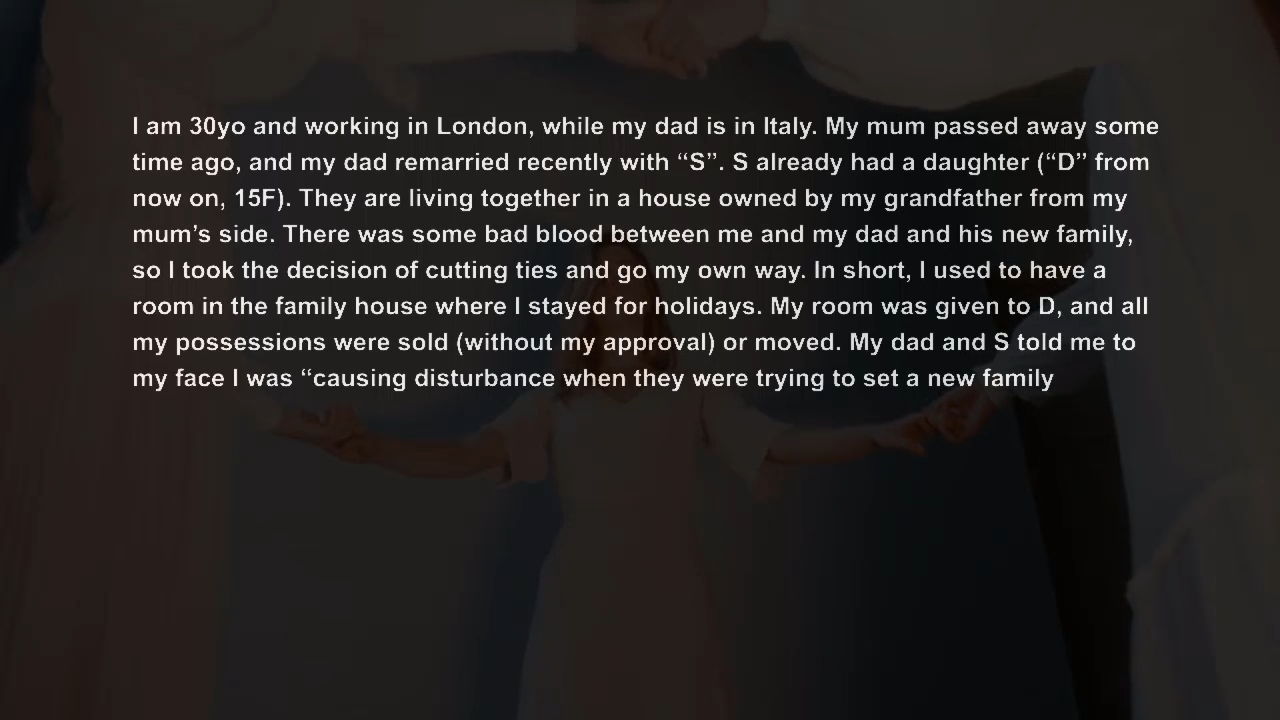 I am 30yo and working in London, while my dad is in Italy. My mum passed away some
time ago, and my dad remarried recently with “S”. S already had a daughter (“D” from
now on, 15F). They are living together in a house owned by my grandfather from my
mum’s side. There was some bad blood between me and my dad and his new family,
so I took the decision of cutting ties and go my own way. In short, I used to have a
room in the family house where I stayed for holidays. My room was given to D, and all
my possessions were sold (without my approval) or moved. My dad and S told me to
my face I was “causing disturbance when they were trying to set a new family